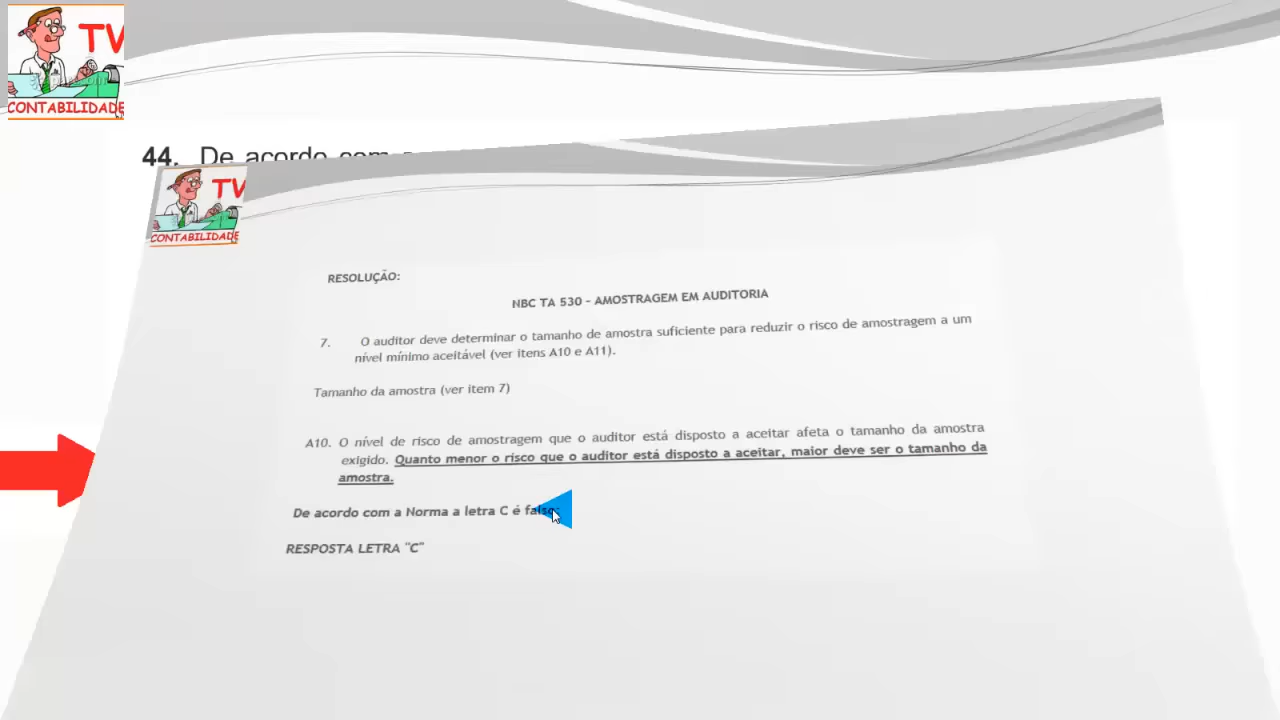 TV
CONTABILIDADE
44. De acordo com
TV
CONTABILIDADE
RESOLUÇÃO:
NBC TA 530 – AMOSTRAGEM EM AUDITORIA
7. O auditor deve determinar o tamanho de amostra suficiente para reduzir o risco de amostragem a um
nível mínimo aceitável (ver itens A10 e A11).
Tamanho da amostra (ver item 7)
A10. O nível de risco de amostragem que o auditor está disposto a aceitar afeta o tamanho da amostra
exigido. Quanto menor o risco que o auditor está disposto a aceitar, maior deve ser o tamanho da
amostra.
De acordo com a Norma a letra C é falsa.
RESPOSTA LETRA "C"